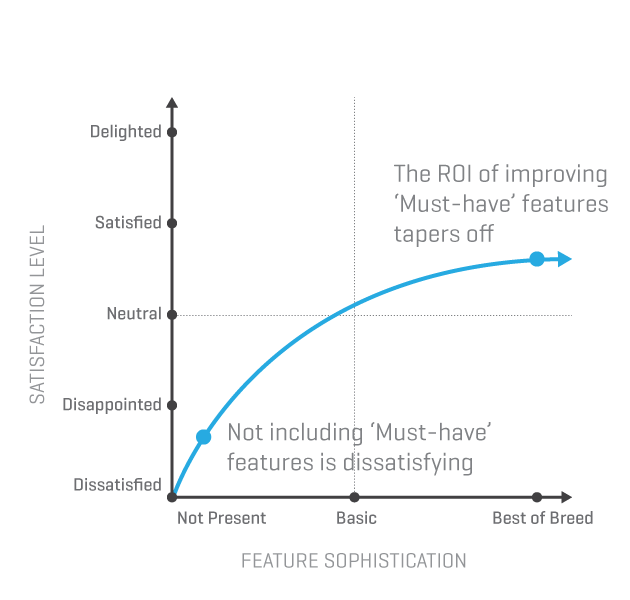 Delighted
The ROI of improving
‘Must-have’ features
tapers off
Satisfied
SATISFACTION LEVEL
Neutral
Disappointed
Not including ‘Must-have’
features is dissatisfying
Dissatisfied
Not Present
Basic
Best of Breed
FEATURE SOPHISTICATION